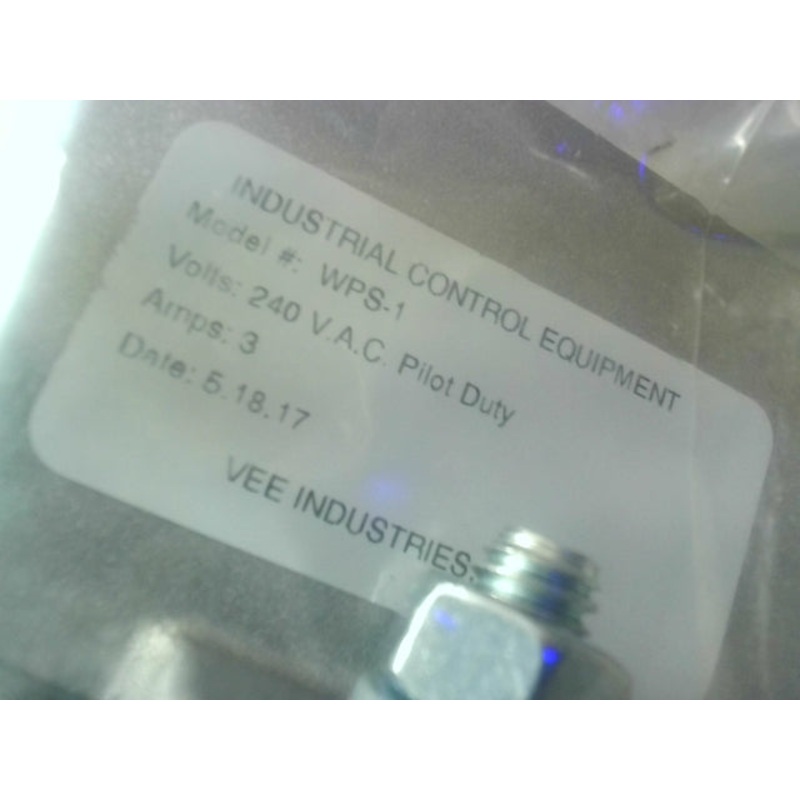 INDUSTRIAL CONTROL EQUIPMENT
Model #: WPS-1
Volts: 240 V.A.C. Pilot Duty
Amps: 3
Date: 5.18.17
VEE INDUSTRIES,